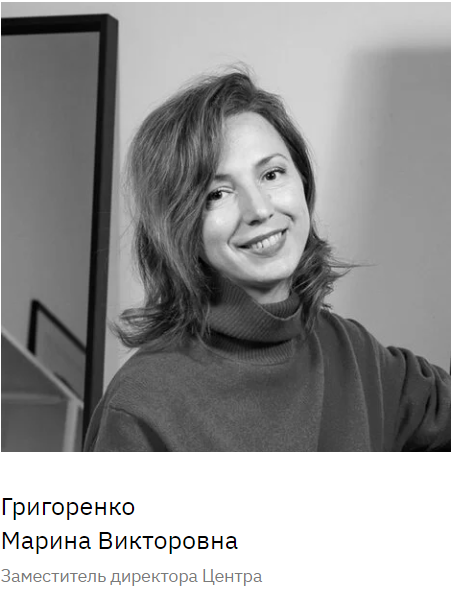 Григоренко
Марина Викторовна
Заместитель директора Центра